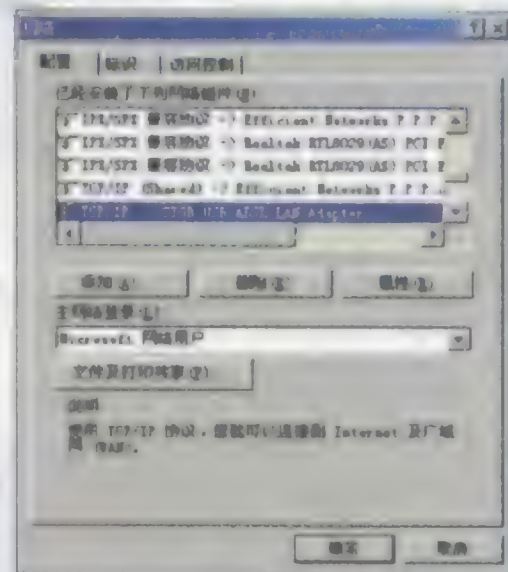 网络
配置 标识 访问控制
已经安装了下列网络组件(N):
IPX/SPX 兼容协议 -> Efficient Networks P P P
IPX/SPX 兼容协议 -> Realtek RTL8029(AS) PCI E
IPX/SPX 兼容协议 -> Realtek RTL8029(AS) PCI E
TCP/IP (Shared) -> Efficient Networks P P P
TCP/IP USB ADSL LAN Adapter
添加(A) 删除(E) 属性(R)
主网络登录(L):
Microsoft 网络用户
文件及打印共享(F)
说明
使用 TCP/IP 协议，您就可以连接到 Internet 及广域
网 (WAN)。
确定 取消